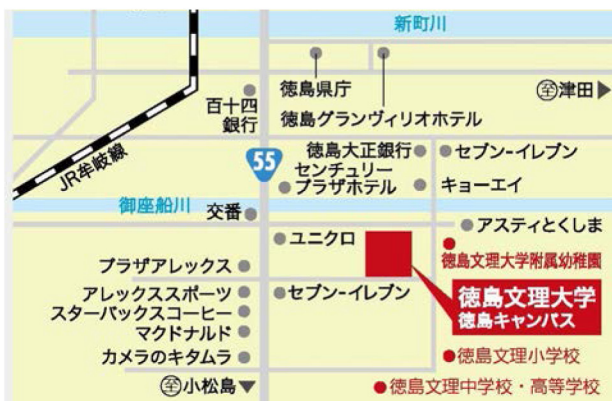 新町川
徳島県庁
至津田▶
百十四
銀行
徳島グランヴィリオホテル
JR牟岐線
55
徳島大正銀行
セブン-イレブン
センチュリー
プラザホテル
キョーエイ
御座船川
交番
アスティとくしま
ユニクロ
徳島文理大学附属幼稚園
プラザアレックス
アレックススポーツ
セブン-イレブン
徳島文理大学
徳島キャンパス
スターバックスコーヒー
マクドナルド
カメラのキタムラ
徳島文理小学校
至小松島▼
徳島文理中学校・高等学校